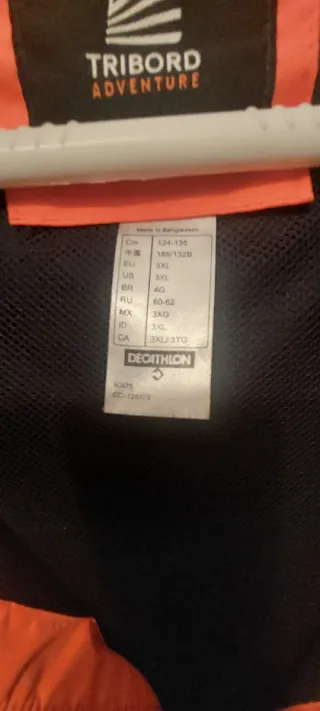 TRIBORD
ADVENTURE
Made in Bangladesh
Cm 124-135
中国 185/132B
EU 3XL
US 3XL
BR 4G
RU 60-62
MX 3XG
ID 3XL
CA 3XL/3TG
DECATHLON